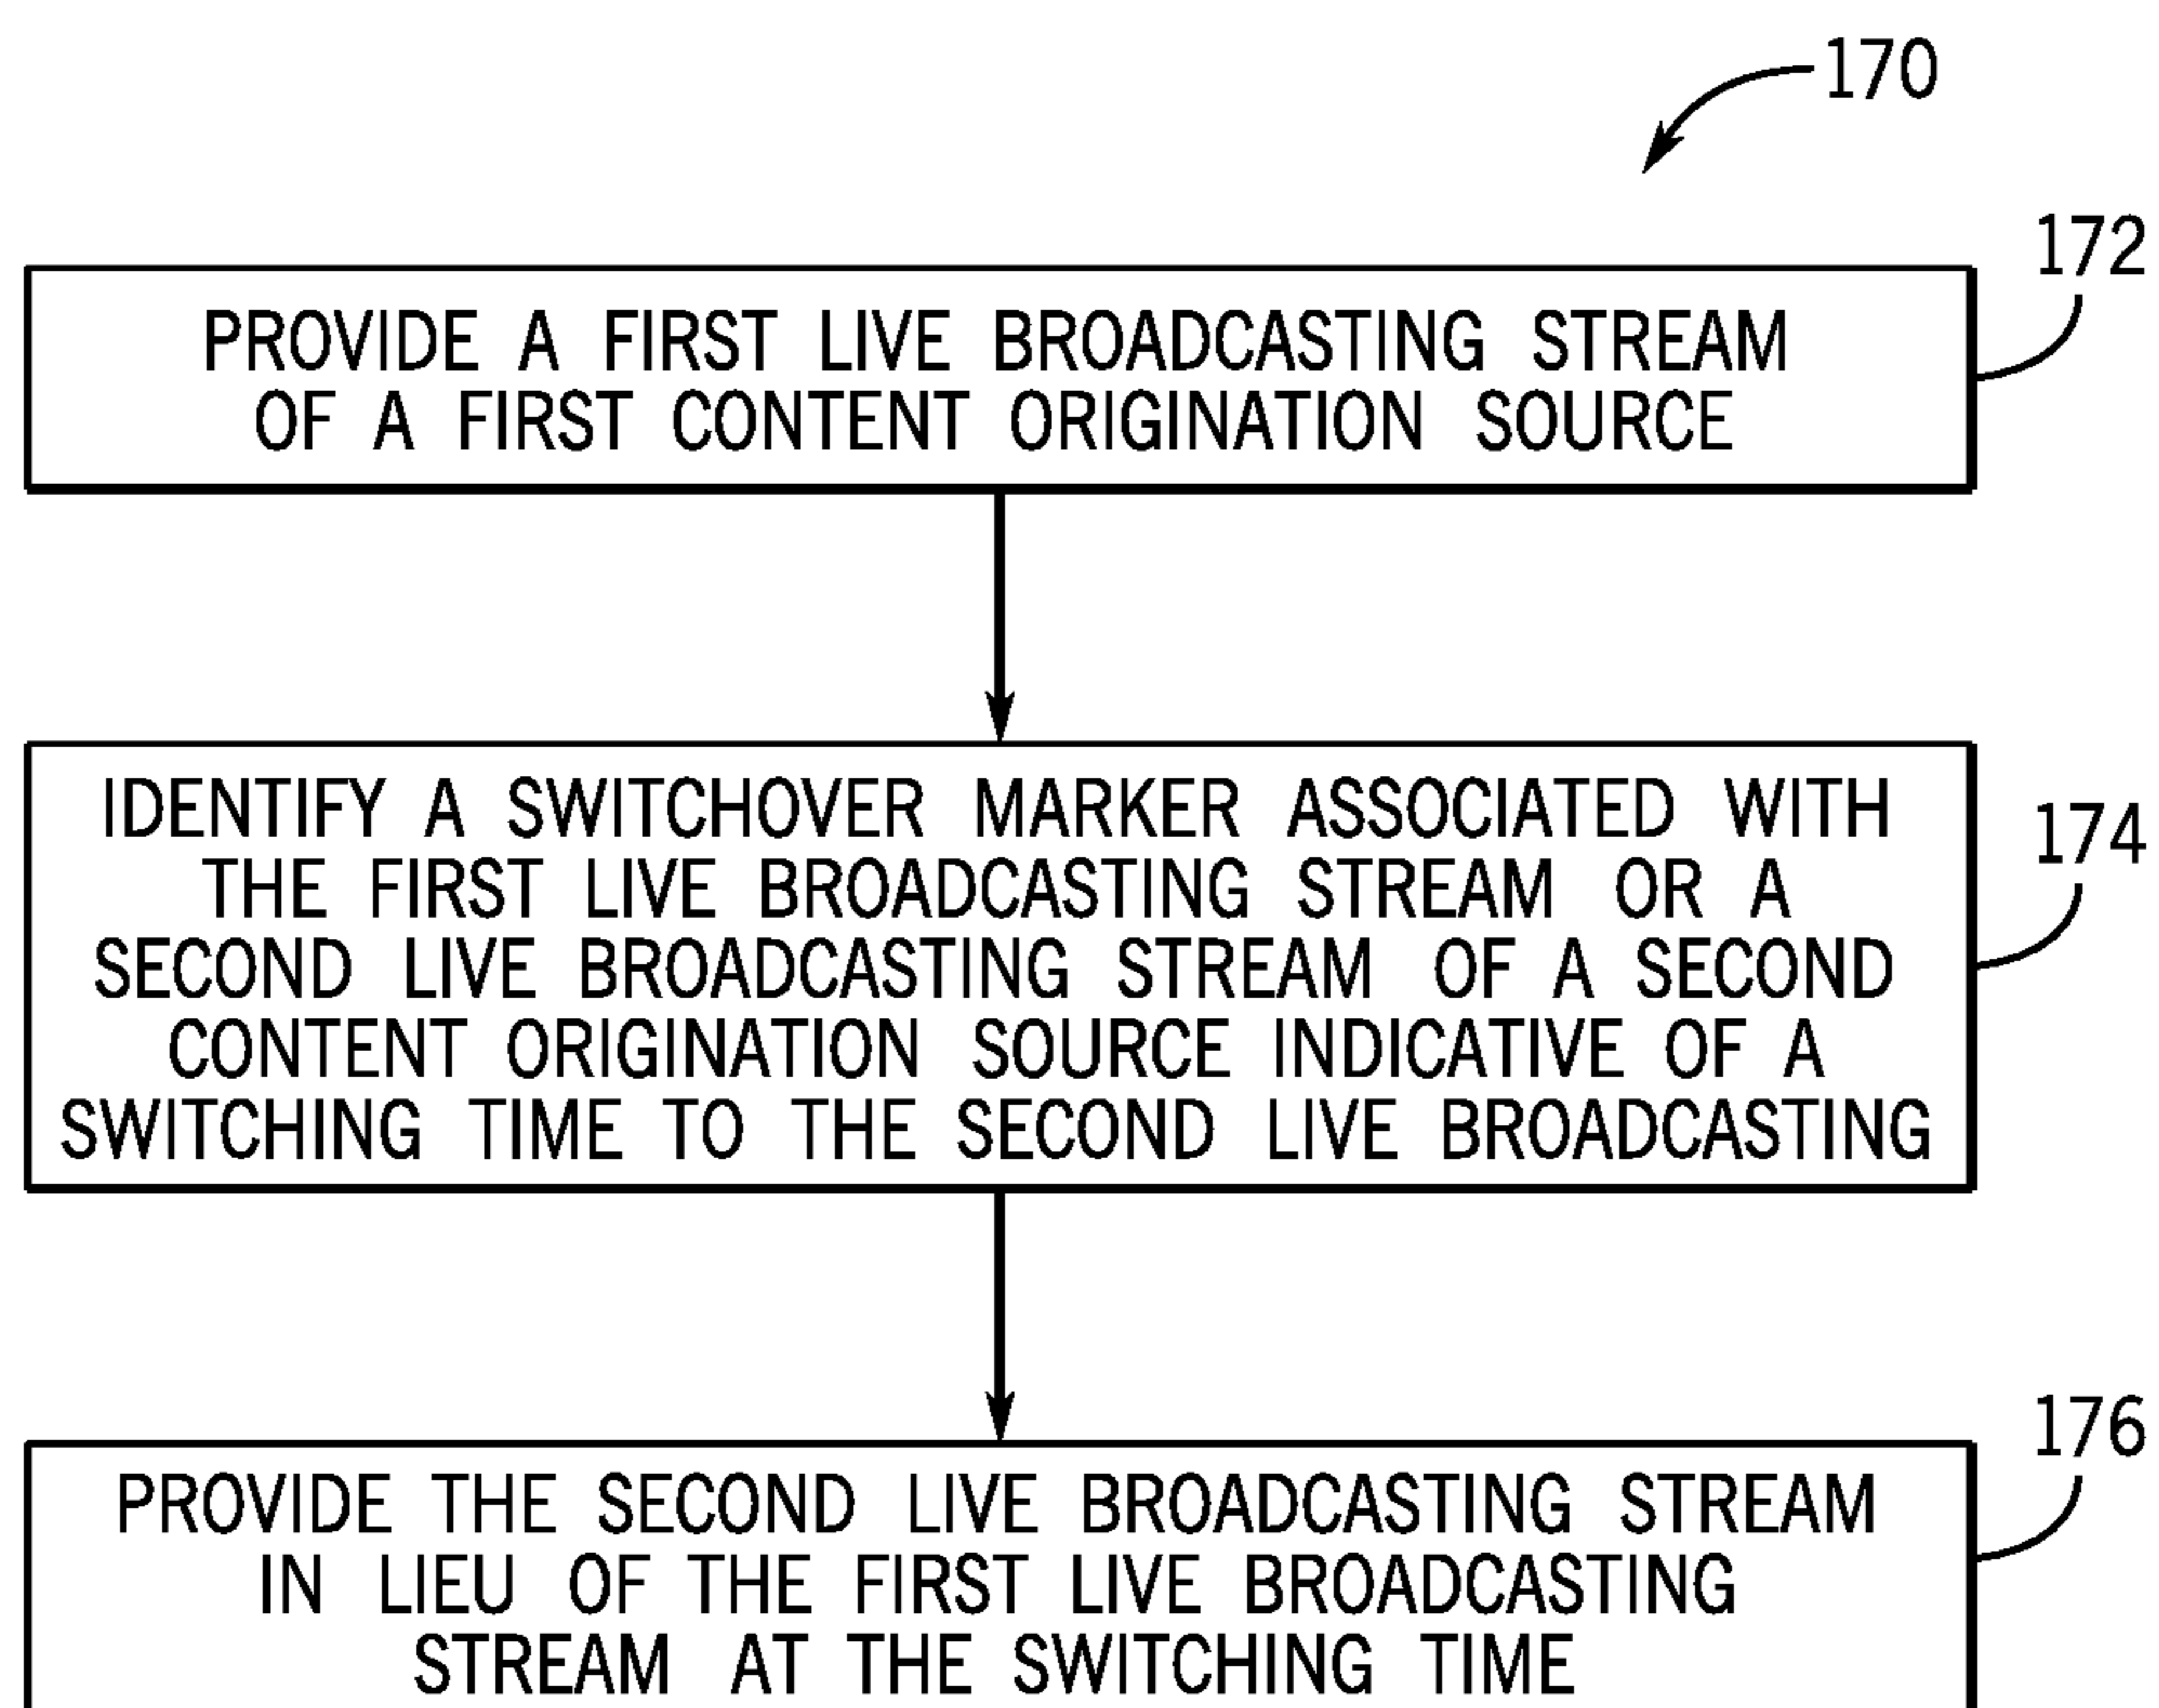 170
172
PROVIDE A FIRST LIVE BROADCASTING STREAM
OF A FIRST CONTENT ORIGINATION SOURCE
IDENTIFY A SWITCHOVER MARKER ASSOCIATED WITH
THE FIRST LIVE BROADCASTING STREAM OR A
SECOND LIVE BROADCASTING STREAM OF A SECOND
CONTENT ORIGINATION SOURCE INDICATIVE OF A
SWITCHING TIME TO THE SECOND LIVE BROADCASTING
174
176
PROVIDE THE SECOND LIVE BROADCASTING STREAM
IN LIEU OF THE FIRST LIVE BROADCASTING
STREAM AT THE SWITCHING TIME